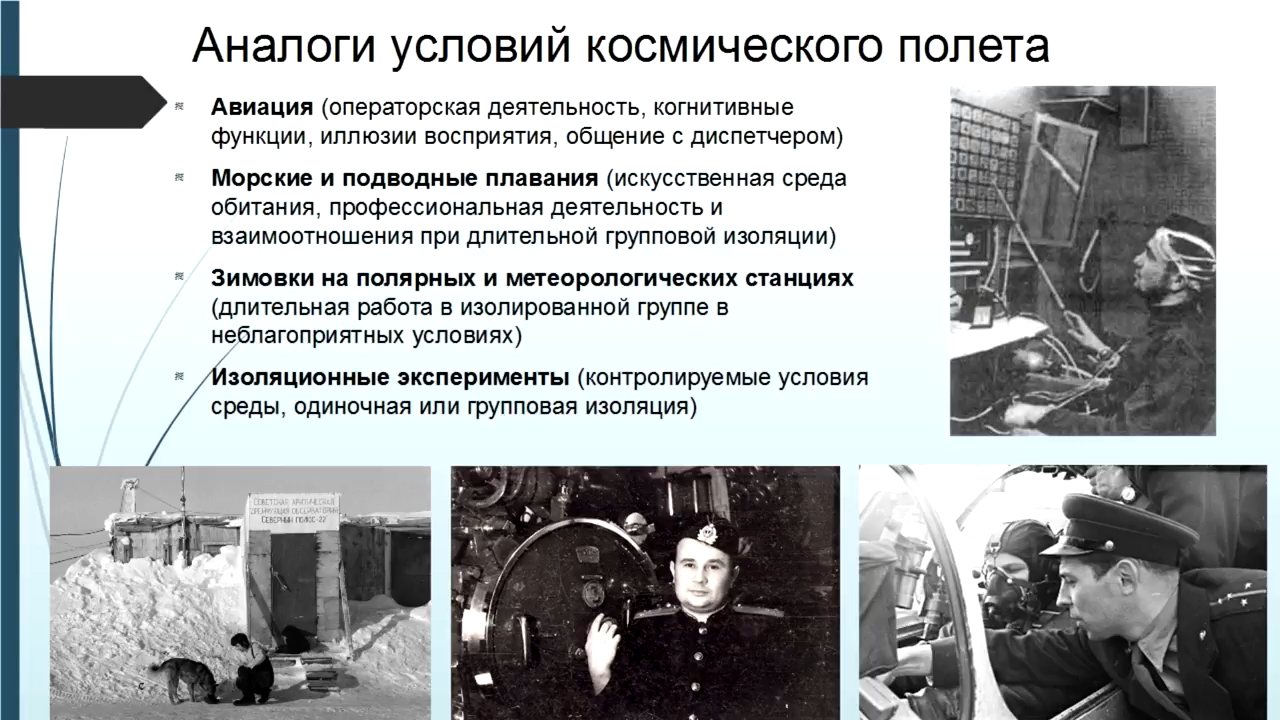 Аналоги условий космического полета
Авиация (операторская деятельность, когнитивные
функции, иллюзии восприятия, общение с диспетчером)
Морские и подводные плавания (искусственная среда
обитания, профессиональная деятельность и
взаимоотношения при длительной групповой изоляции)
Зимовки на полярных и метеорологических станциях
(длительная работа в изолированной группе в
неблагоприятных условиях)
Изоляционные эксперименты (контролируемые условия
среды, одиночная или групповая изоляция)
Советская арктическая
обсерватория
Северный полюс-22